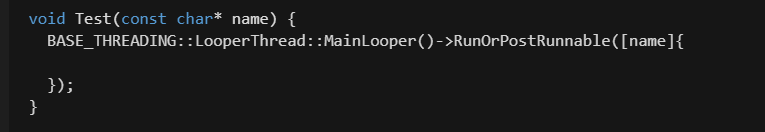 void Test(const char* name) {
  BASE_THREADING::LooperThread::MainLooper()->RunOrPostRunnable([name]{

  });
}